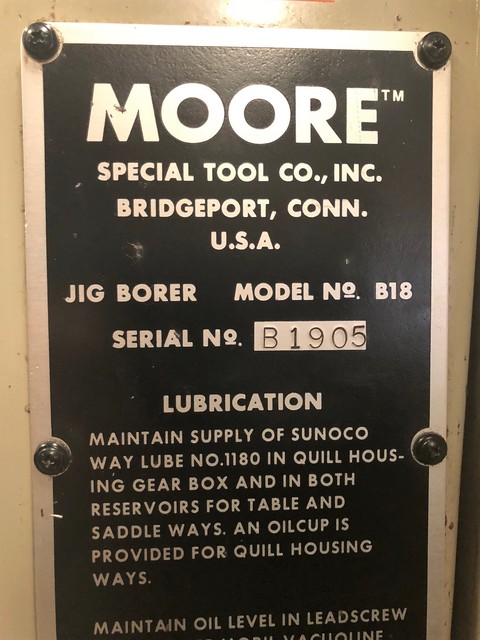 MOORE™
SPECIAL TOOL CO., INC.
BRIDGEPORT, CONN.
U.S.A.
JIG BORER MODEL Nº. B18
SERIAL Nº. B1905
LUBRICATION
MAINTAIN SUPPLY OF SUNOCO
WAY LUBE NO.1180 IN QUILL HOUS-
ING GEAR BOX AND IN BOTH
RESERVOIRS FOR TABLE AND
SADDLE WAYS. AN OILCUP IS
PROVIDED FOR QUILL HOUSING
WAYS.
MAINTAIN OIL LEVEL IN LEADSCREW
MOBIL VACUOLINE